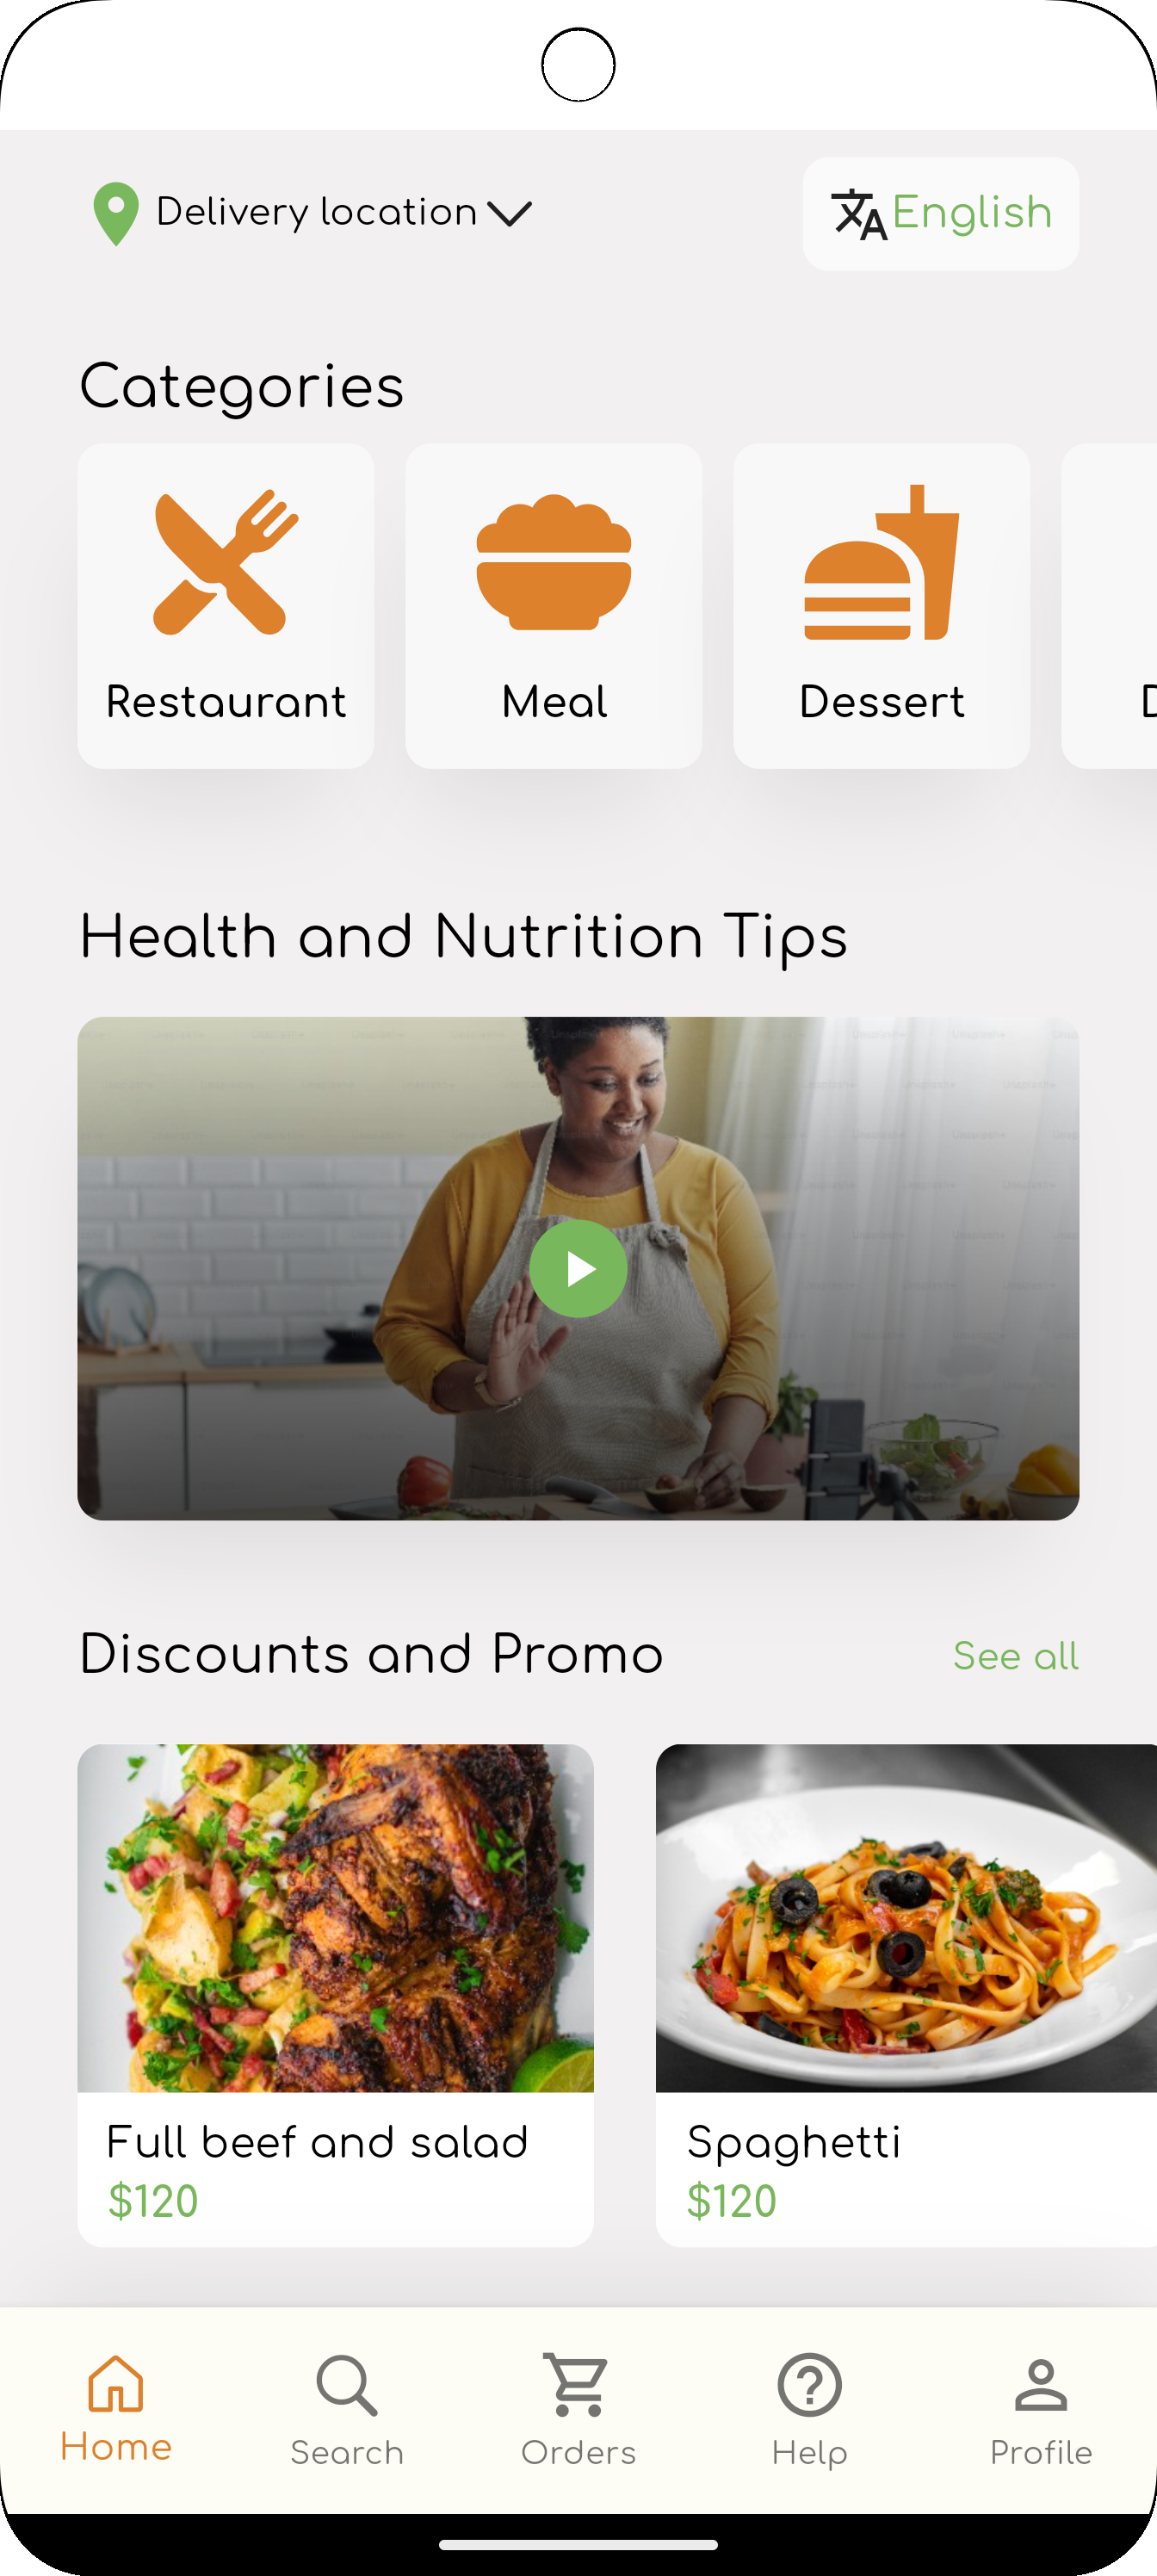 Delivery location
English
Categories
Restaurant
Meal
Dessert
Health and Nutrition Tips
Discounts and Promo
See all
Full beef and salad
$120
Spaghetti
$120
Home
Search
Orders
Help
Profile